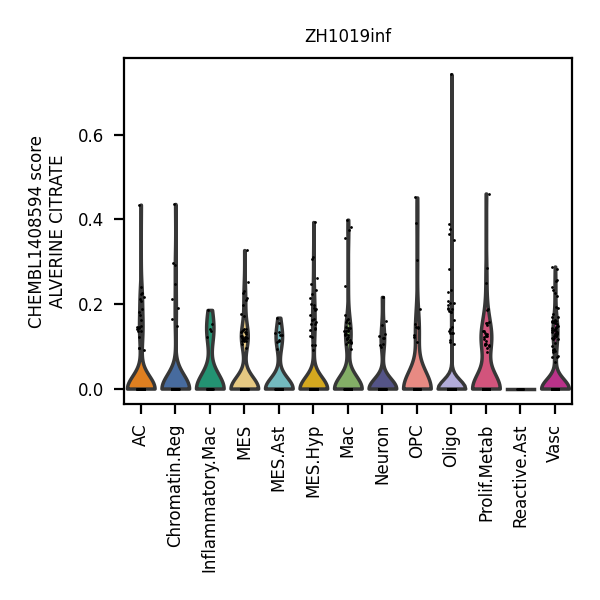 ZH1019inf
CHEMBL1408594 score
ALVERINE CITRATE
0.6
0.4
0.2
0.0
AC
Chromatin.Reg
Inflammatory.Mac
MES
MES.Ast
MES.Hyp
Mac
Neuron
OPC
Oligo
Prolif.Metab
Reactive.Ast
Vasc